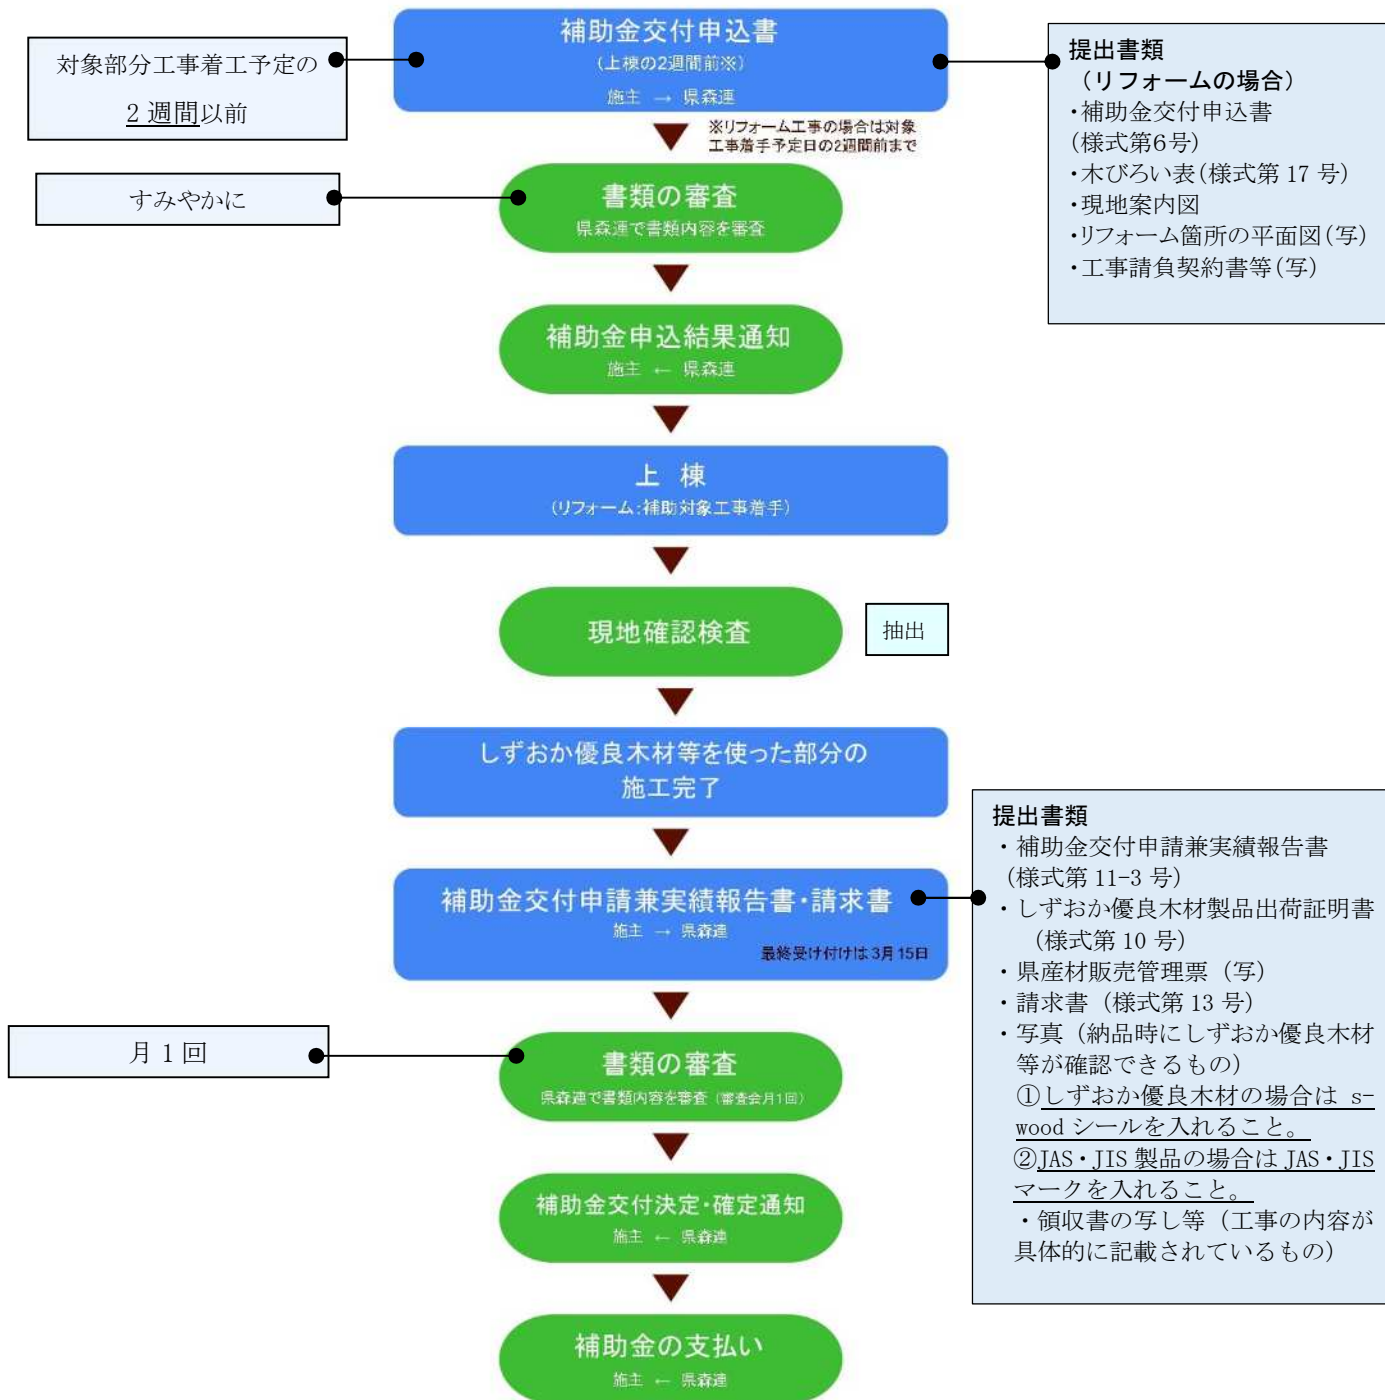 補助金交付申込書
(上棟の2週間前※)
施主 → 県森連
対象部分工事着工予定の
2週間以前
提出書類
（リフォームの場合）
・補助金交付申込書
(様式第6号)
・木びろい表(様式第 17 号)
・現地案内図
・リフォーム箇所の平面図(写)
・工事請負契約書等(写)
※リフォーム工事の場合は対象
工事着手予定日の2週間前まで
すみやかに
書類の審査
県森連で書類内容を審査
補助金申込結果通知
施主 ← 県森連
上 棟
(リフォーム:補助対象工事着手)
現地確認検査
抽出
しずおか優良木材等を使った部分の
施工完了
補助金交付申請兼実績報告書・請求書
施主 → 県森連
最終受け付けは3月15日
提出書類
・補助金交付申請兼実績報告書
(様式第 11-3 号)
・しずおか優良木材製品出荷証明書
(様式第 10 号)
・県産材販売管理票（写）
・請求書（様式第 13 号）
・写真（納品時にしずおか優良木材
等が確認できるもの）
①しずおか優良木材の場合は s-
wood シールを入れること。
②JAS・JIS 製品の場合は JAS・JIS
マークを入れること。
・領収書の写し等（工事の内容が
具体的に記載されているもの）
月1回
書類の審査
県森連で書類内容を審査（審査会月1回）
補助金交付決定・確定通知
施主 ← 県森連
補助金の支払い
施主 ← 県森連